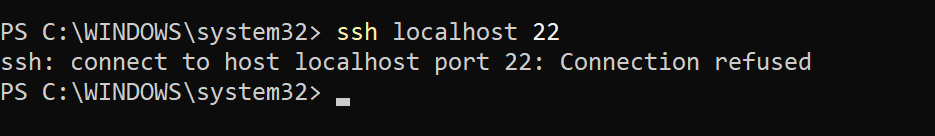 PS C:\WINDOWS\system32> ssh localhost 22
ssh: connect to host localhost port 22: Connection refused
PS C:\WINDOWS\system32>